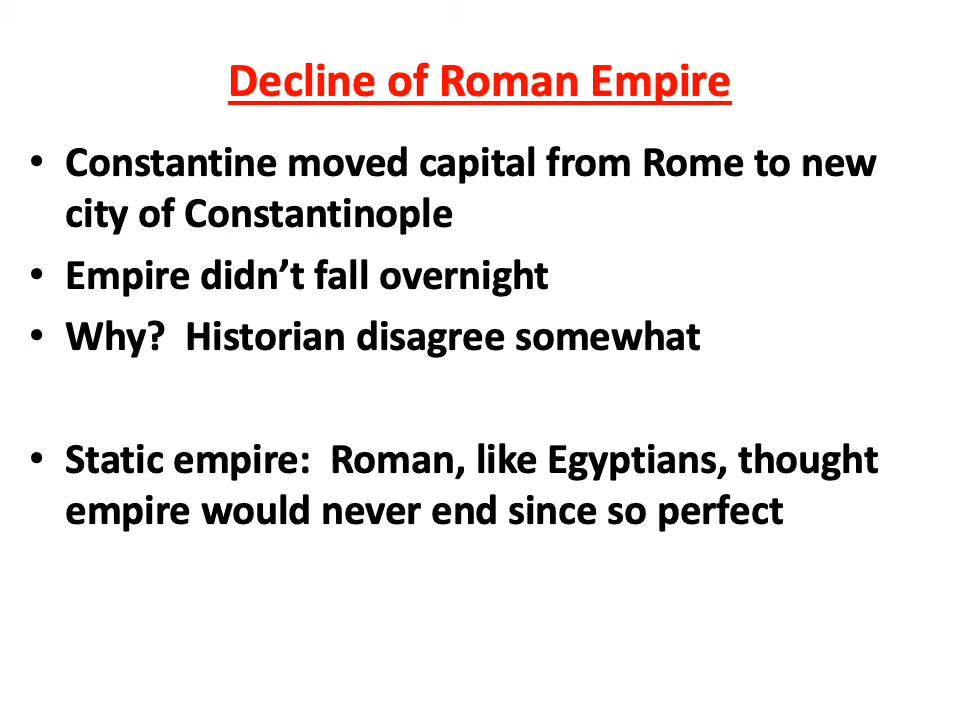 Decline of Roman Empire
• Constantine moved capital from Rome to new
city of Constantinople
• Empire didn’t fall overnight
• Why?  Historian disagree somewhat
• Static empire:  Roman, like Egyptians, thought
empire would never end since so perfect